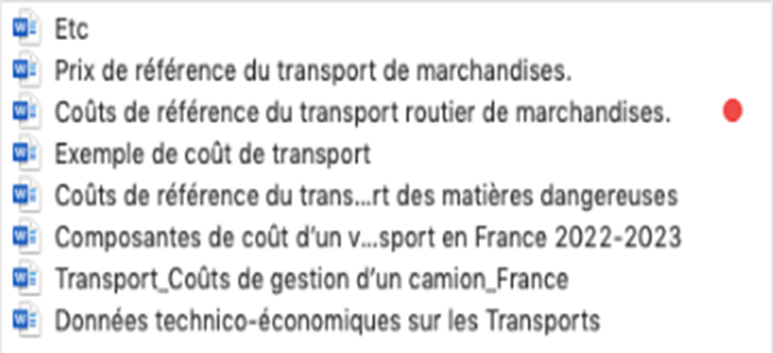 Etc
Prix de référence du transport de marchandises.
Coûts de référence du transport routier de marchandises.
Exemple de coût de transport
Coûts de référence du trans...rt des matières dangereuses
Composantes de coût d’un v...sport en France 2022-2023
Transport_Coûts de gestion d’un camion_France
Données technico-économiques sur les Transports